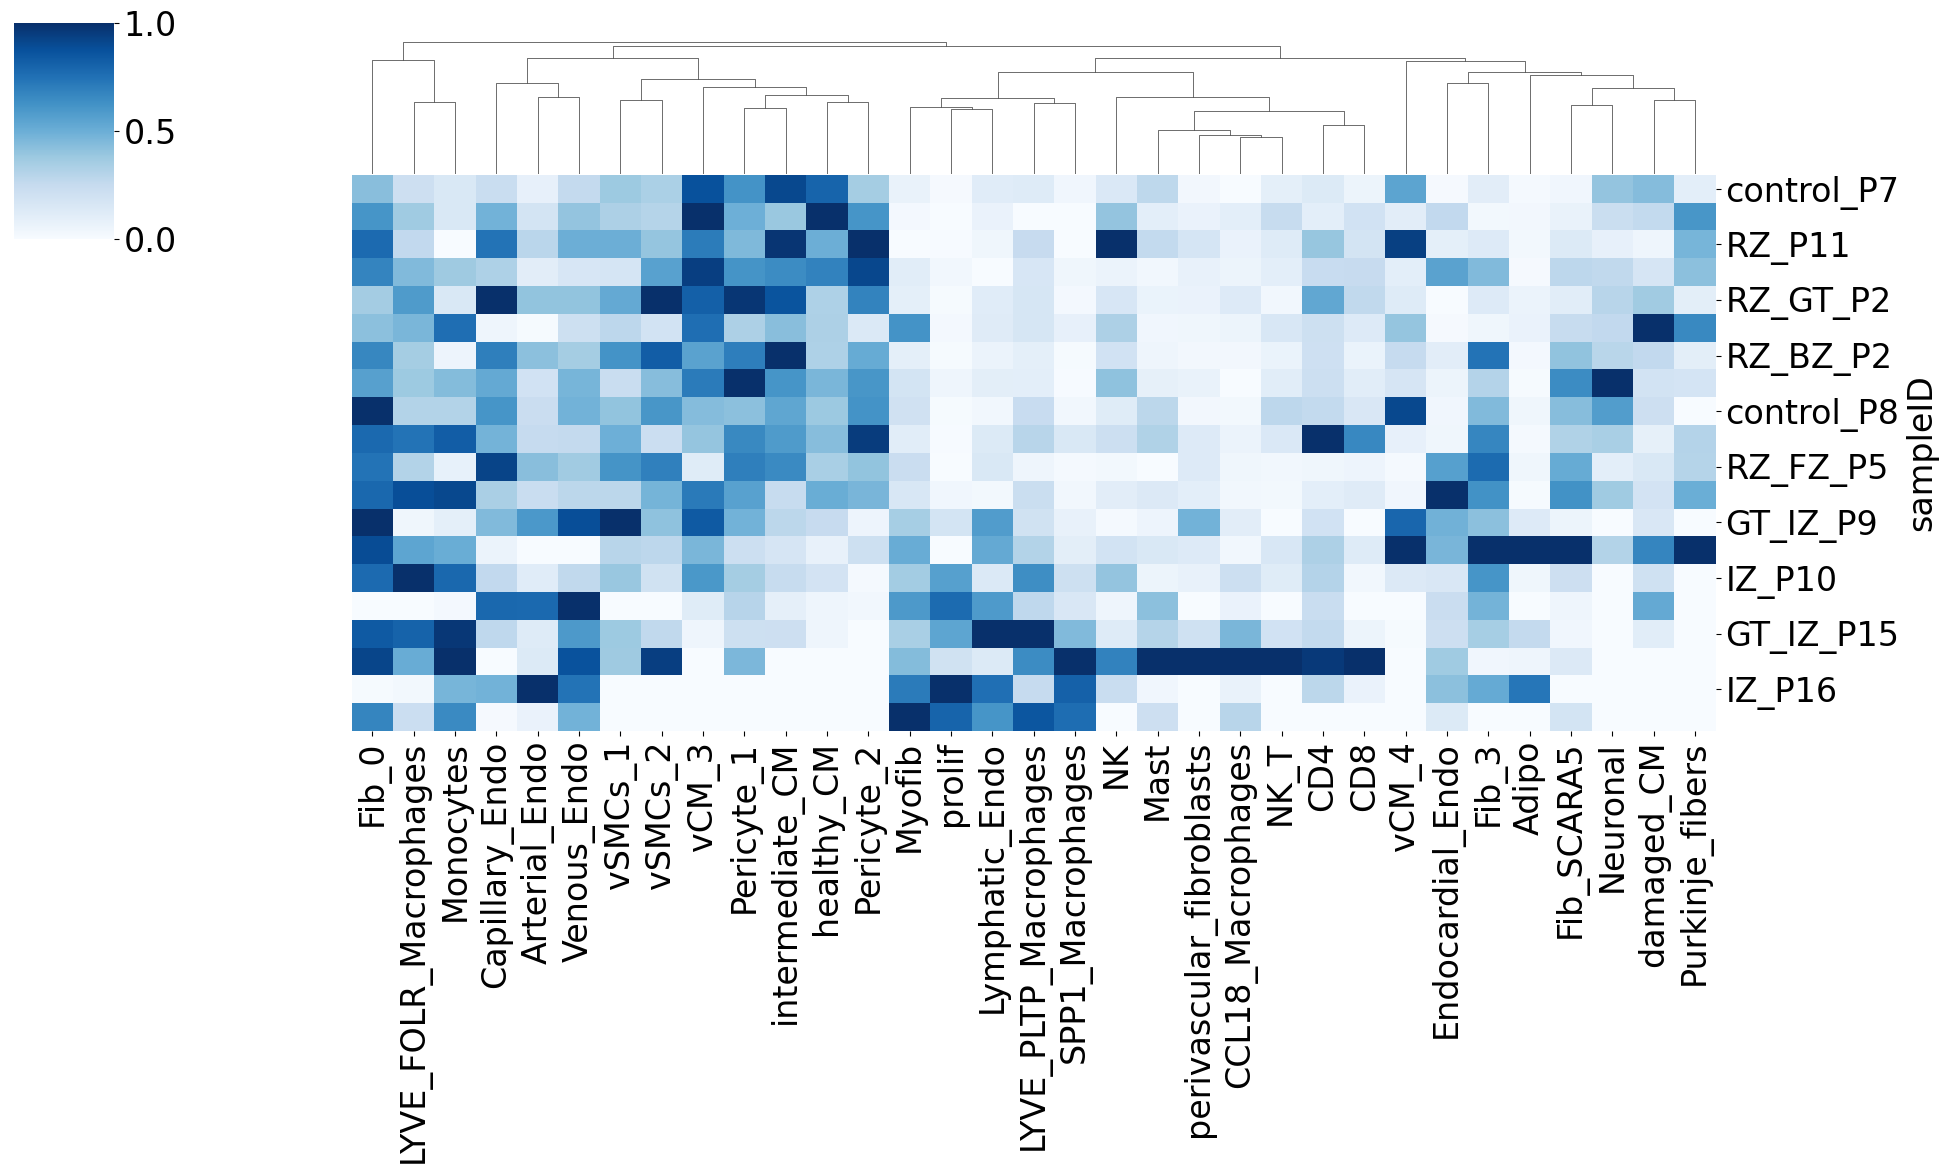 1.0
0.5
0.0
control_P7
RZ_P11
RZ_GT_P2
RZ_BZ_P2
control_P8
RZ_FZ_P5
GT_IZ_P9
IZ_P10
GT_IZ_P15
IZ_P16
sampleID
Fib_0
LYVE_FOLR_Macrophages
Monocytes
Capillary_Endo
Arterial_Endo
Venous_Endo
vSMCs_1
vSMCs_2
vCM_3
Pericyte_1
intermediate_CM
healthy_CM
Pericyte_2
Myofib
prolif
Lymphatic_Endo
LYVE_PLTP_Macrophages
SPP1_Macrophages
NK
Mast
perivascular_fibroblasts
CCL18_Macrophages
NK_T
CD4
CD8
vCM_4
Endocardial_Endo
Fib_3
Adipo
Fib_SCARA5
Neuronal
damaged_CM
Purkinje_fibers